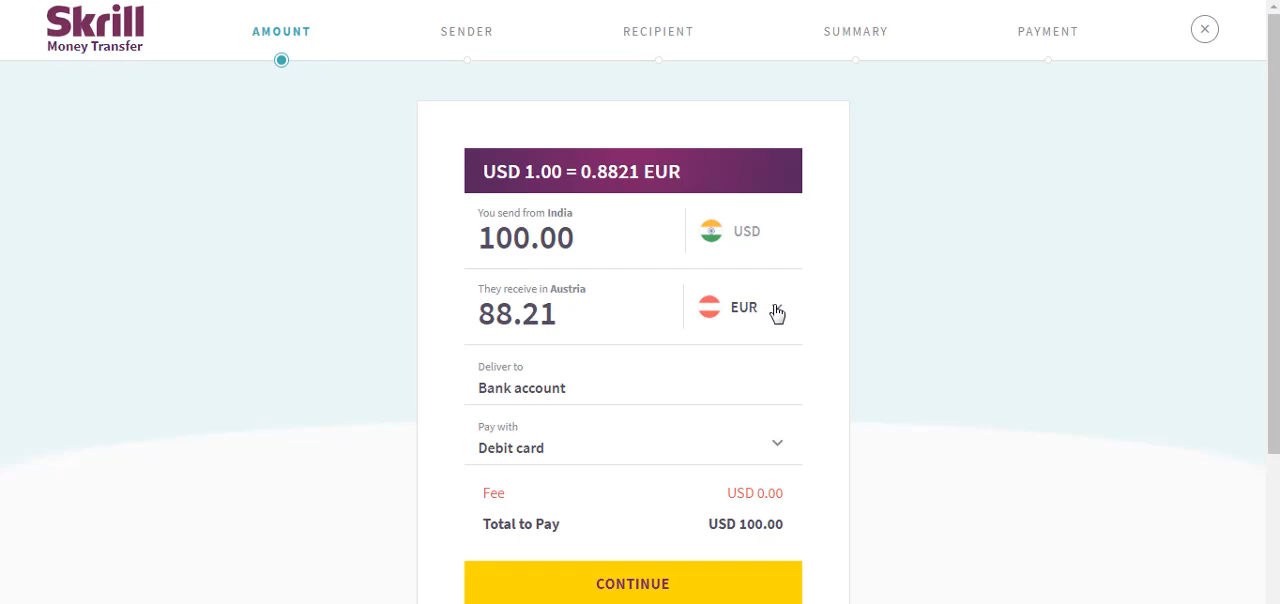 Skrill
Money Transfer
AMOUNT
SENDER
RECIPIENT
SUMMARY
PAYMENT
USD 1.00 = 0.8821 EUR
You send from India
100.00
USD
They receive in Austria
88.21
EUR
Deliver to
Bank account
Pay with
Debit card
Fee USD 0.00
Total to Pay USD 100.00
CONTINUE